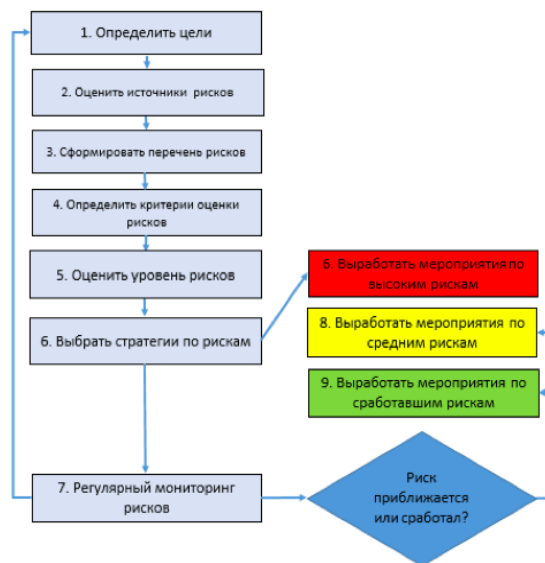 1. Определить цели
2. Оценить источники рисков
3. Сформировать перечень рисков
4. Определить критерии оценки
рисков
5. Оценить уровень рисков
6. Выбрать стратегии по рискам
7. Регулярный мониторинг
рисков
6. Выработать мероприятия по
высоким рискам
8. Выработать мероприятия по
средним рискам
9. Выработать мероприятия по
сработавшим рискам
Риск
приближается
или сработал?